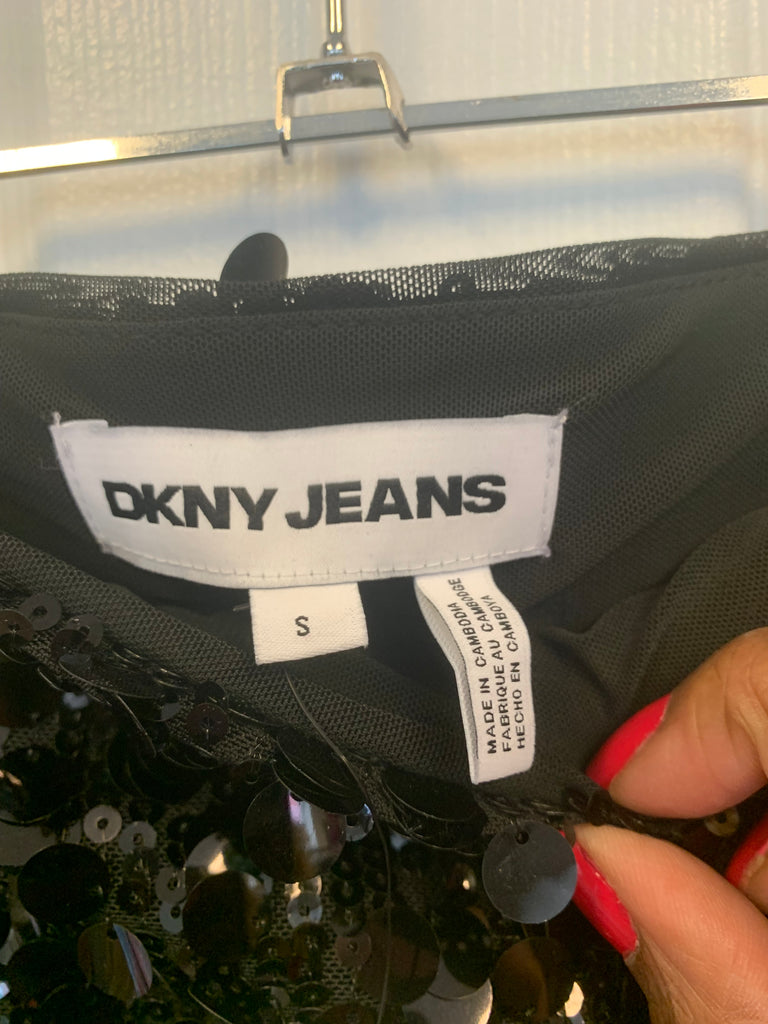 DKNY JEANS
S
MADE IN CAMBODIA
FABRIQUE AU CAMBODGE
HECHO EN CAMBOYA